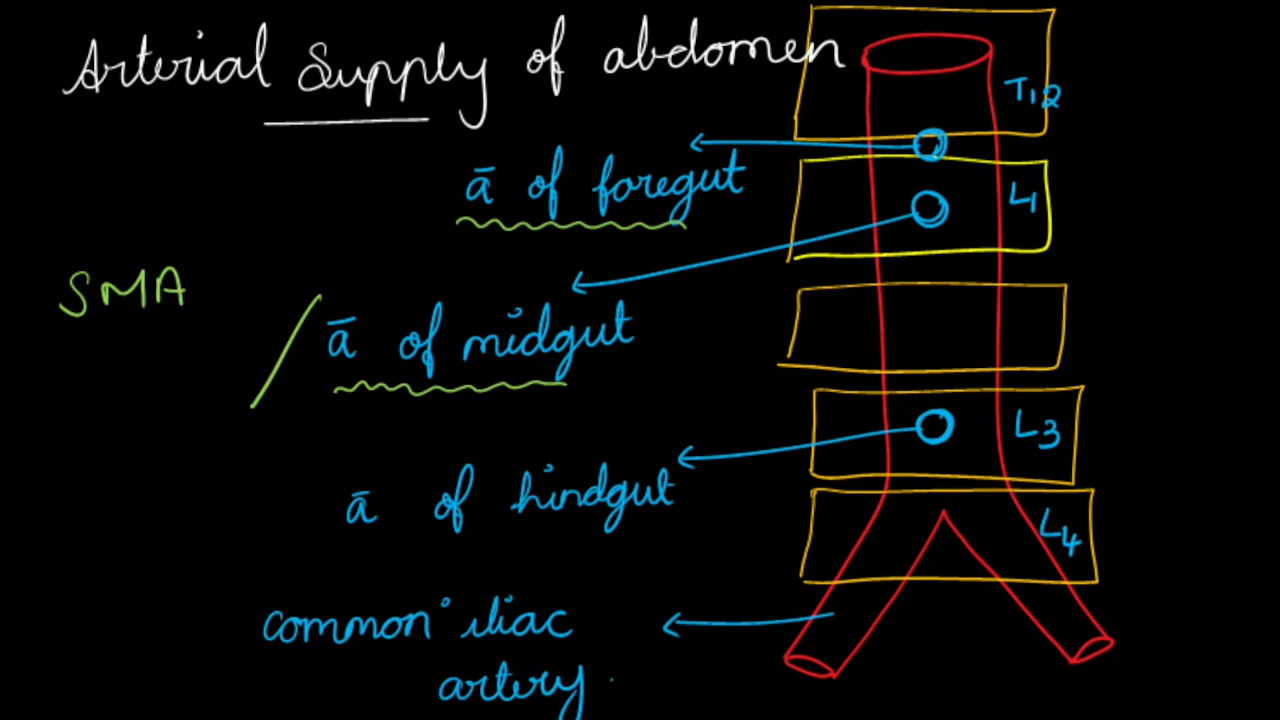 Arterial Supply of abdomen
T12
ā of foregut
L1
SMA
ā of midgut
L3
ā of hindgut
L4
common iliac
artery